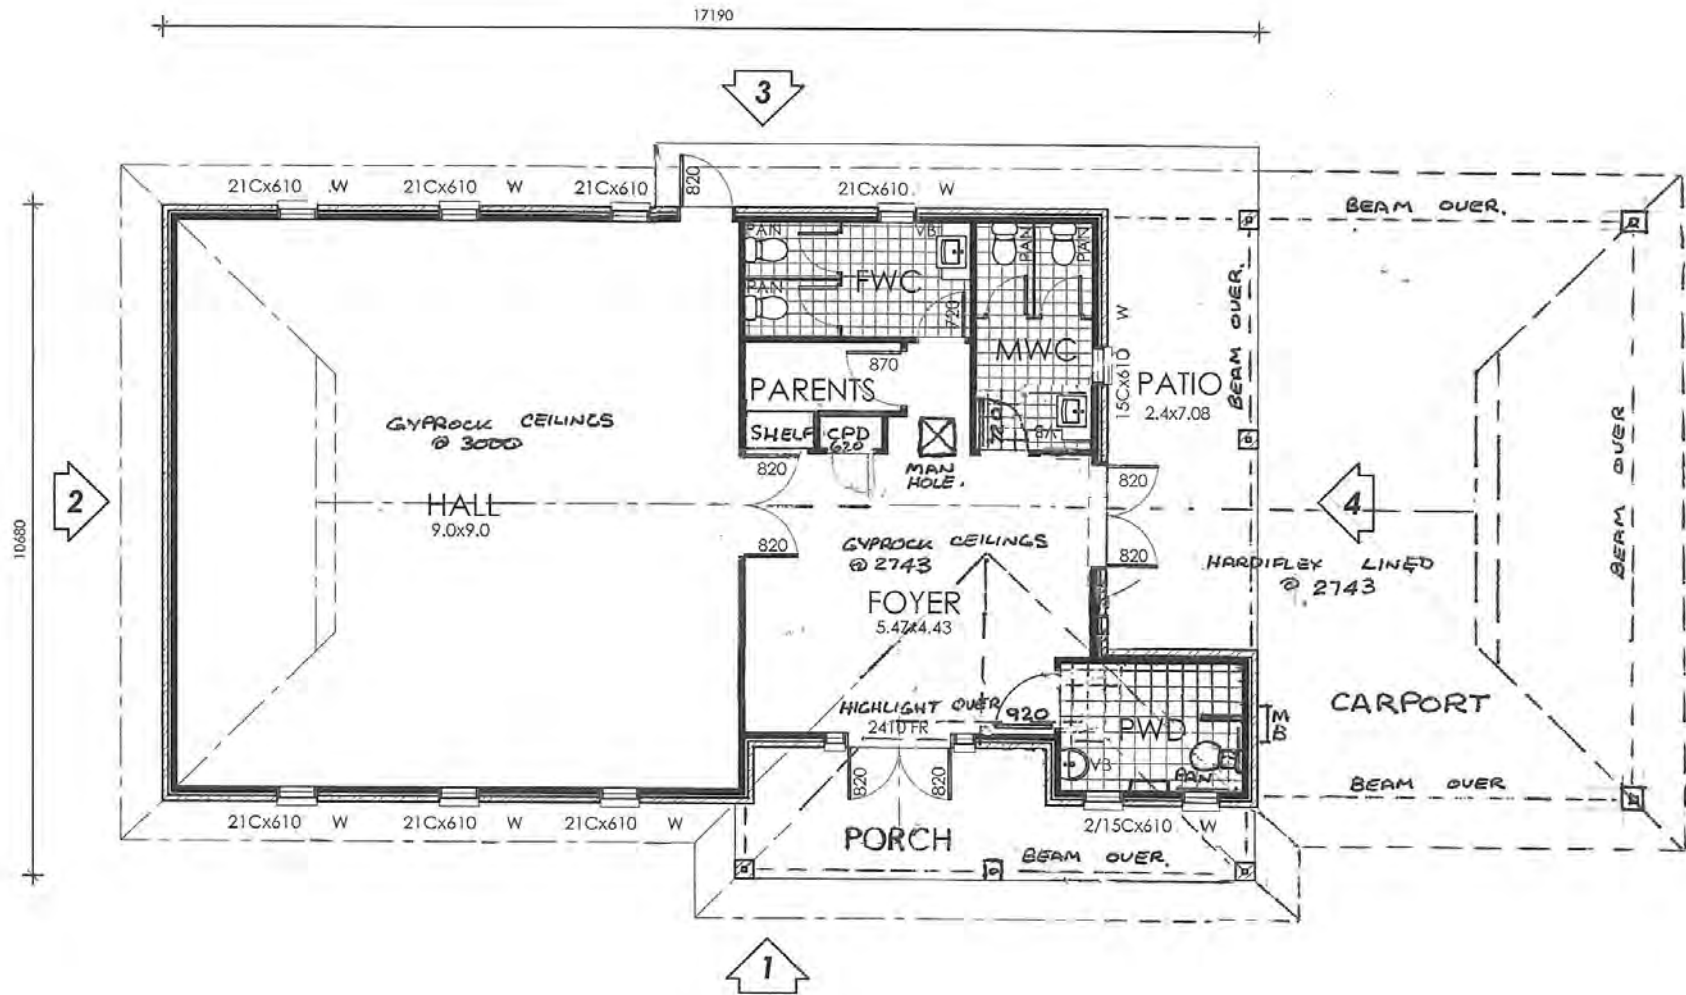 17190
3
820
21Cx610 W
21Cx610 W
21Cx610
21Cx610 W
BEAM OVER.
PAN
VB
PAN
PAN
PAN
FWC
720
BEAM OVER.
W
15Cx610
MWC
870
PARENTS
PATIO
2.4x7.08
GYPROCK CEILINGS
@ 3000
SHELF
CPD
620
720
MAN
HOLE.
BEAM OVER
820
820
2
HALL
9.0x9.0
4
10680
820
820
GYPROCK CEILINGS
@ 2743
HARDIFLEX LINED
@ 2743
FOYER
5.47x4.43
HIGHLIGHT OVER
2410 FR
920
PWD
MB
CARPORT
VB
PAN
820
820
BEAM OVER
21Cx610 W
21Cx610 W
21Cx610 W
2/15Cx610 W
PORCH
BEAM OVER.
1